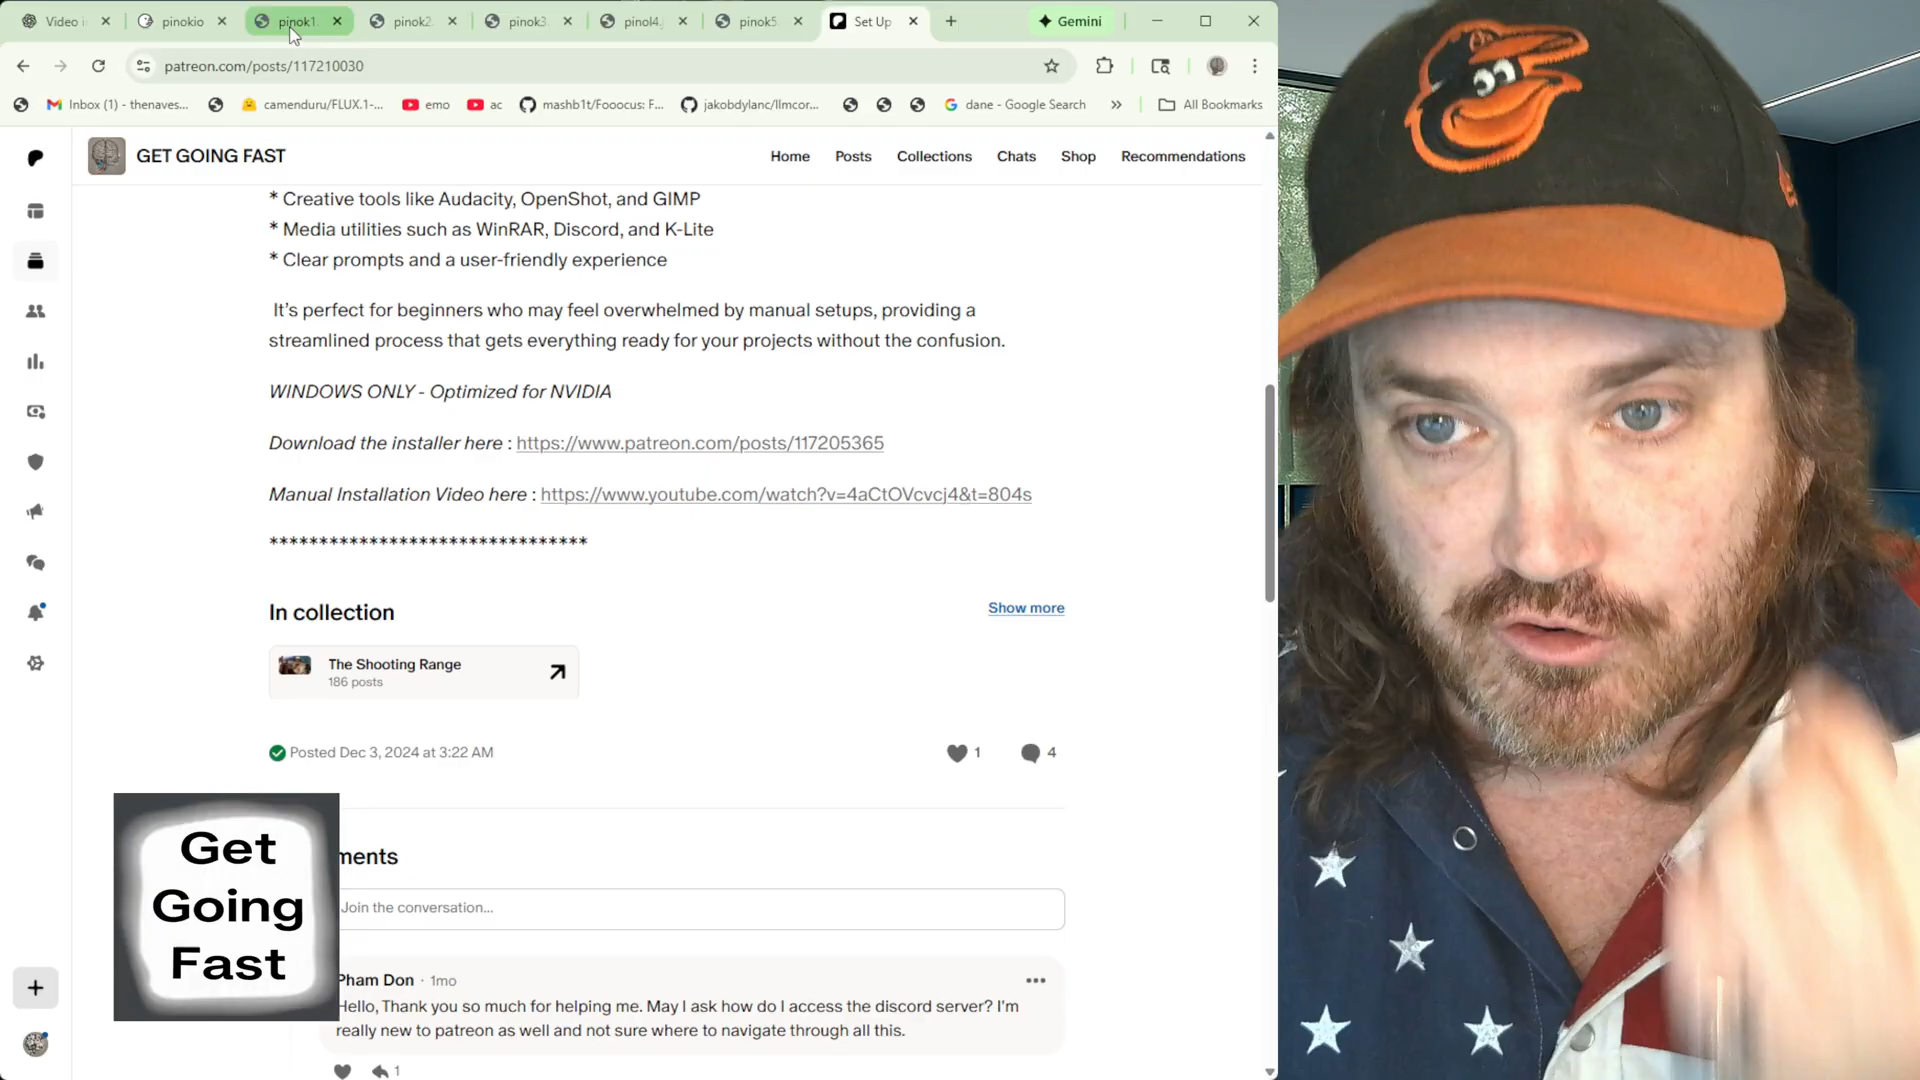 Video i
pinokio
pinok1
pinok2
pinok3
pinol4.
pinok5
Set Up
Gemini
patreon.com/posts/117210030
Inbox (1) - thenaves...
camenduru/FLUX.1-...
emo
ac
mashb1t/Fooocus: F...
jakobdylanc/llmcor...
dane - Google Search
All Bookmarks
GET GOING FAST
Home
Posts
Collections
Chats
Shop
Recommendations
* Creative tools like Audacity, OpenShot, and GIMP
* Media utilities such as WinRAR, Discord, and K-Lite
* Clear prompts and a user-friendly experience
It's perfect for beginners who may feel overwhelmed by manual setups, providing a
streamlined process that gets everything ready for your projects without the confusion.
WINDOWS ONLY - Optimized for NVIDIA
Download the installer here : https://www.patreon.com/posts/117205365
Manual Installation Video here : https://www.youtube.com/watch?v=4aCtOVcvcj4&t=804s
********************************
In collection
Show more
The Shooting Range
186 posts
Posted Dec 3, 2024 at 3:22 AM
1
4
Get
Going
Fast
ments
Join the conversation...
Pham Don · 1mo
Hello, Thank you so much for helping me. May I ask how do I access the discord server? I'm
really new to patreon as well and not sure where to navigate through all this.
1